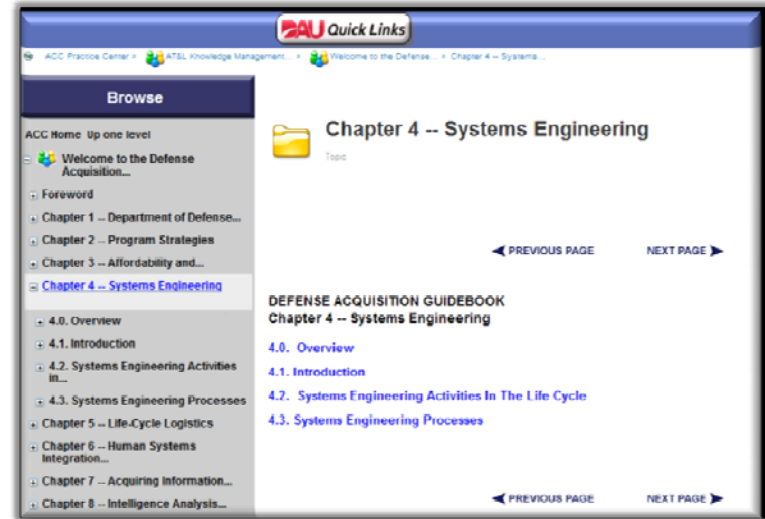 DAU Quick Links
ACC Practice Center > AT&L Knowledge Management... > Welcome to the Defense... > Chapter 4 -- Systems...
Browse
ACC Home Up one level
Welcome to the Defense
Acquisition...
Foreword
Chapter 1 -- Department of Defense...
Chapter 2 -- Program Strategies
Chapter 3 -- Affordability and...
Chapter 4 -- Systems Engineering
4.0. Overview
4.1. Introduction
4.2. Systems Engineering Activities
in...
4.3. Systems Engineering Processes
Chapter 5 -- Life-Cycle Logistics
Chapter 6 -- Human Systems
Integration...
Chapter 7 -- Acquiring Information...
Chapter 8 -- Intelligence Analysis...
Chapter 4 -- Systems Engineering
Topic
PREVIOUS PAGE NEXT PAGE
DEFENSE ACQUISITION GUIDEBOOK
Chapter 4 -- Systems Engineering
4.0. Overview
4.1. Introduction
4.2. Systems Engineering Activities In The Life Cycle
4.3. Systems Engineering Processes
PREVIOUS PAGE NEXT PAGE